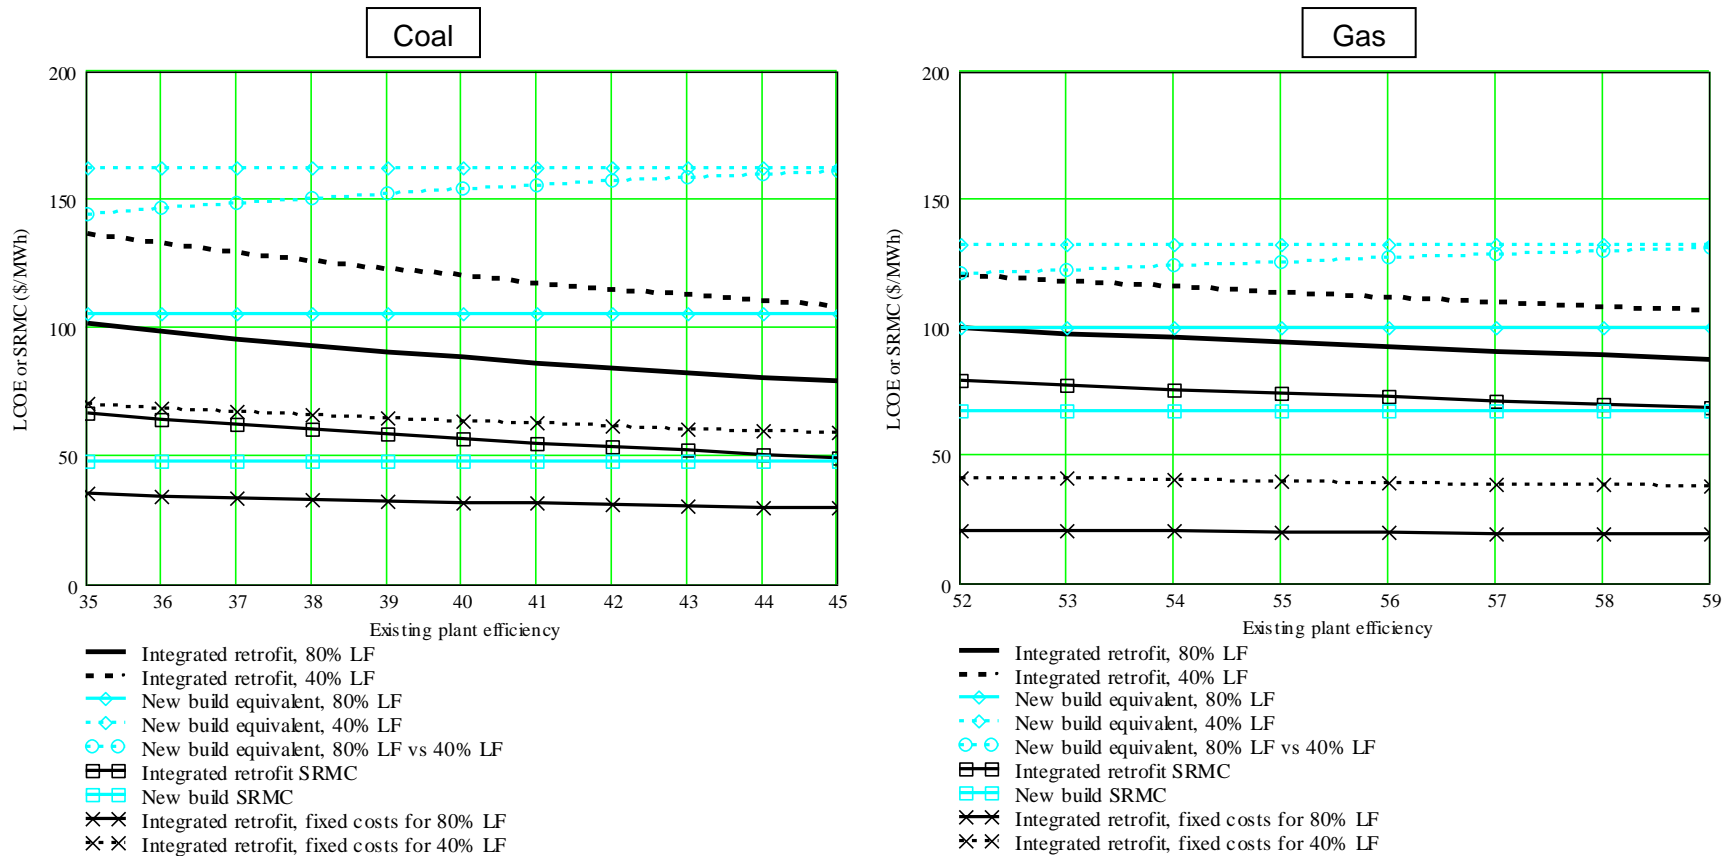 Coal
LCOE or SRMC ($/MWh)
200
150
100
50
0
35 36 37 38 39 40 41 42 43 44 45
Existing plant efficiency
Integrated retrofit, 80% LF
Integrated retrofit, 40% LF
New build equivalent, 80% LF
New build equivalent, 40% LF
New build equivalent, 80% LF vs 40% LF
Integrated retrofit SRMC
New build SRMC
Integrated retrofit, fixed costs for 80% LF
Integrated retrofit, fixed costs for 40% LF
Gas
LCOE or SRMC ($/MWh)
200
150
100
50
0
52 53 54 55 56 57 58 59
Existing plant efficiency
Integrated retrofit, 80% LF
Integrated retrofit, 40% LF
New build equivalent, 80% LF
New build equivalent, 40% LF
New build equivalent, 80% LF vs 40% LF
Integrated retrofit SRMC
New build SRMC
Integrated retrofit, fixed costs for 80% LF
Integrated retrofit, fixed costs for 40% LF